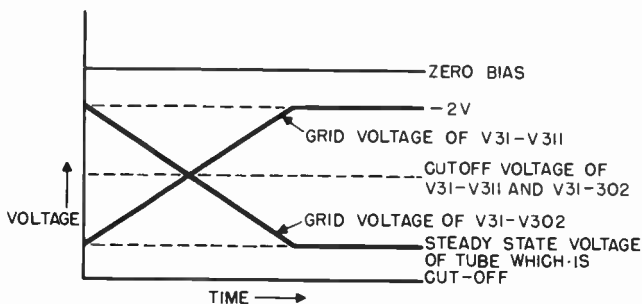 ZERO BIAS
-2V
GRID VOLTAGE OF V31-V311
CUTOFF VOLTAGE OF
V31-V311 AND V31-302
VOLTAGE
GRID VOLTAGE OF V31-V302
STEADY STATE VOLTAGE
OF TUBE WHICH·IS
CUT-OFF
TIME